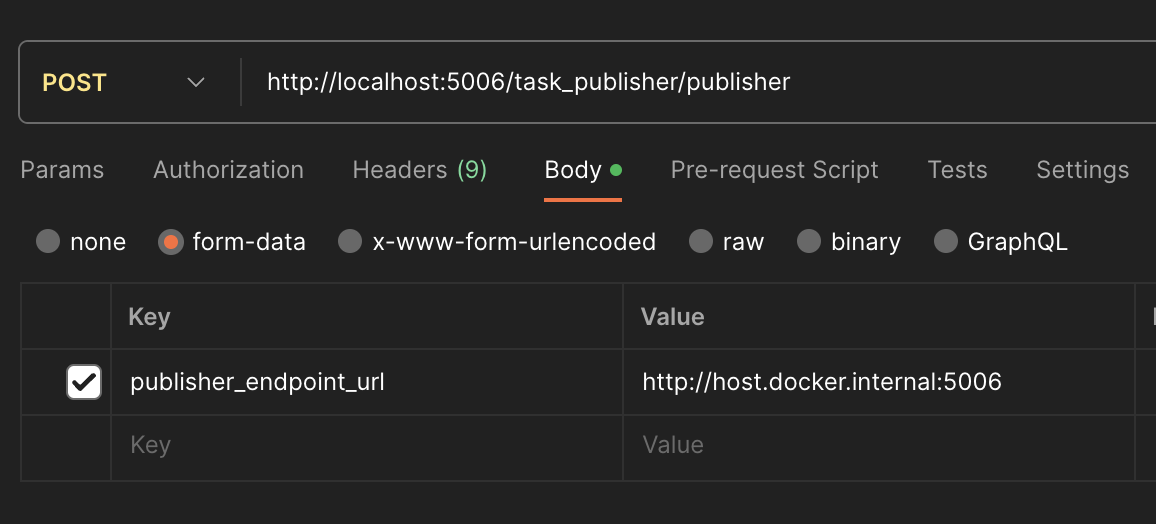 POST http://localhost:5006/task_publisher/publisher
Params Authorization Headers (9) Body Pre-request Script Tests Settings
none form-data x-www-form-urlencoded raw binary GraphQL
Key Value
publisher_endpoint_url http://host.docker.internal:5006
Key Value